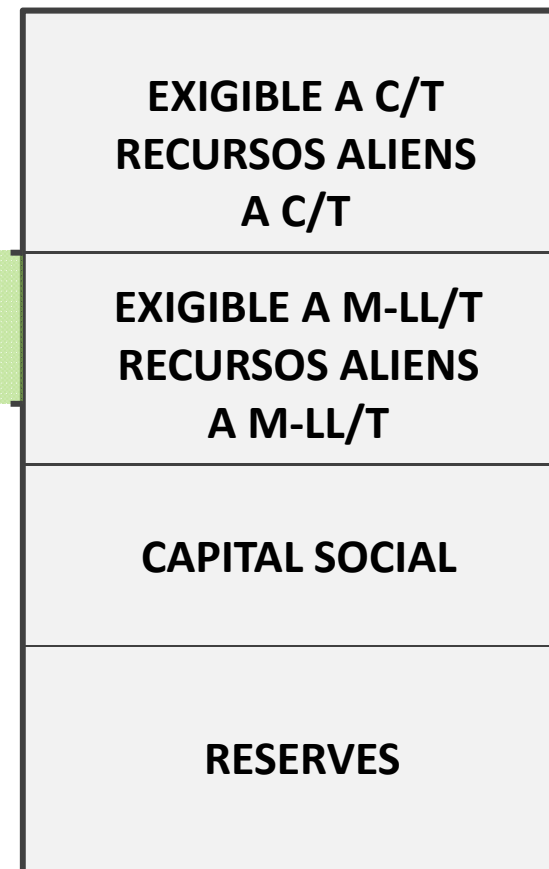 EXIGIBLE A C/T
RECURSOS ALIENS
A C/T
EXIGIBLE A M-LL/T
RECURSOS ALIENS
A M-LL/T
CAPITAL SOCIAL
RESERVES